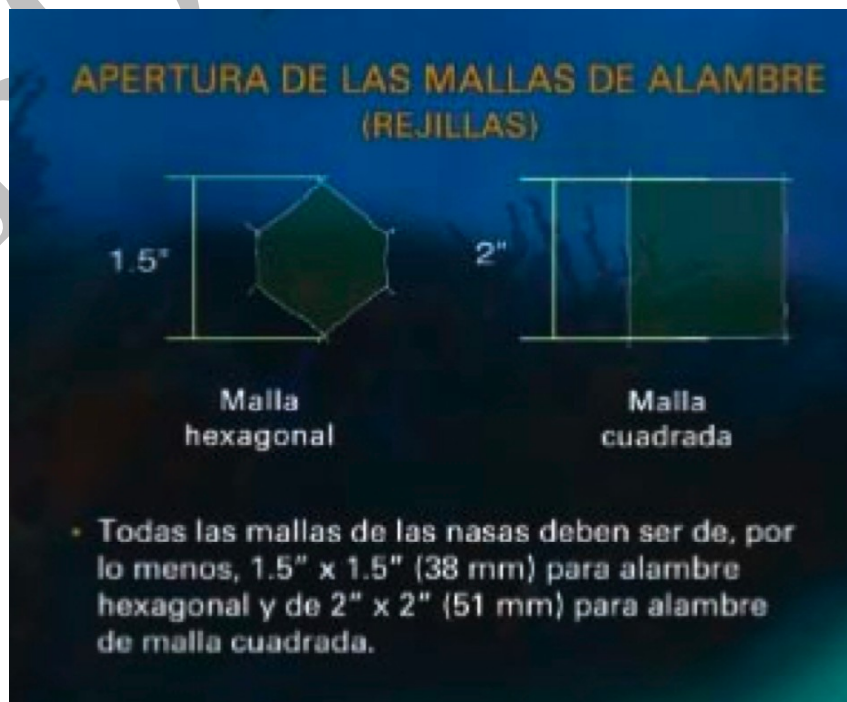 APERTURA DE LAS MALLAS DE ALAMBRE
(REJILLAS)
1.5"
2"
Malla
hexagonal
Malla
cuadrada
• Todas las mallas de las nasas deben ser de, por
lo menos, 1.5" x 1.5" (38 mm) para alambre
hexagonal y de 2" x 2" (51 mm) para alambre
de malla cuadrada.